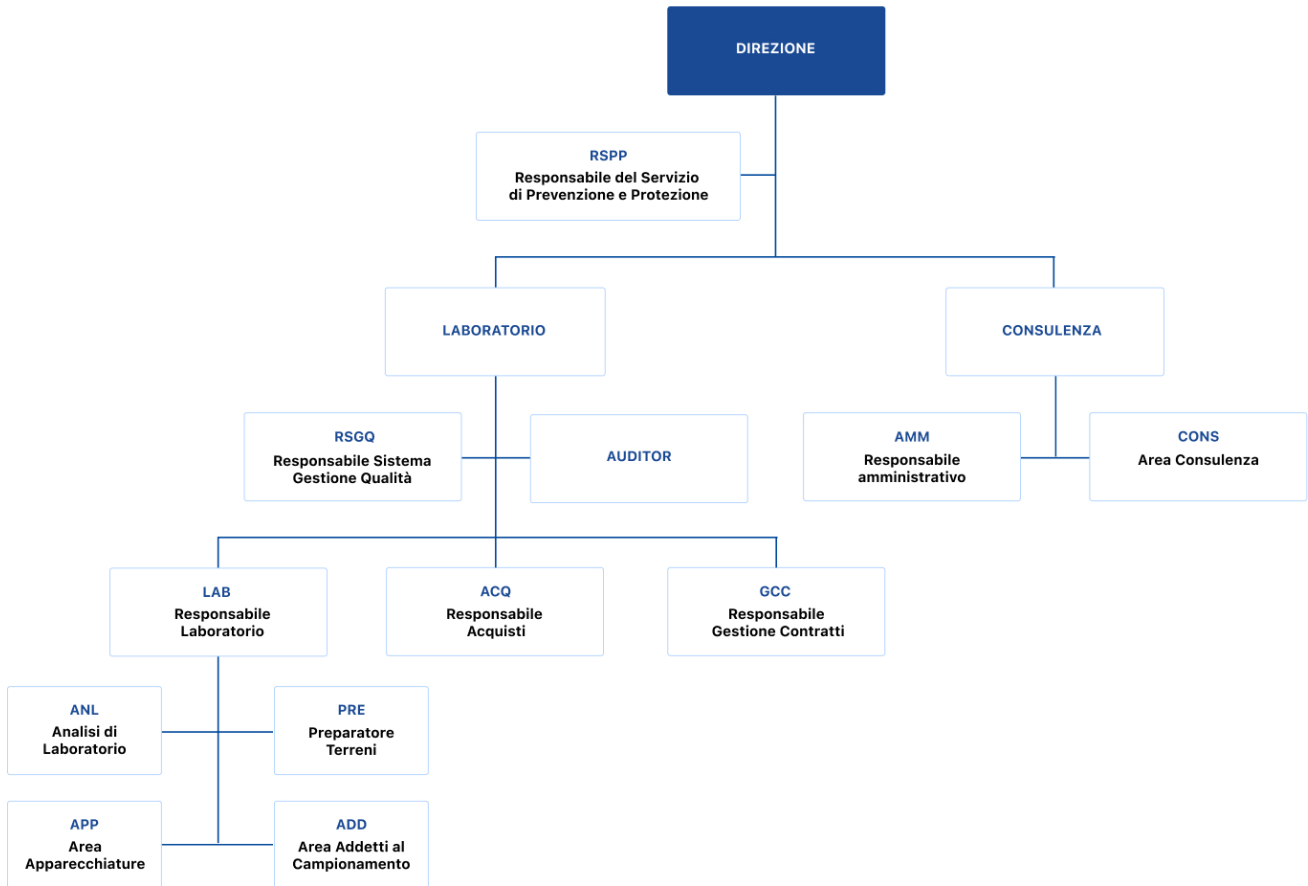 DIREZIONE
RSPP
Responsabile del Servizio
di Prevenzione e Protezione
LABORATORIO
CONSULENZA
RSGQ
Responsabile Sistema
Gestione Qualità
AUDITOR
AMM
Responsabile
amministrativo
CONS
Area Consulenza
LAB
Responsabile
Laboratorio
ACQ
Responsabile
Acquisti
GCC
Responsabile
Gestione Contratti
ANL
Analisi di
Laboratorio
PRE
Preparatore
Terreni
APP
Area
Apparecchiature
ADD
Area Addetti al
Campionamento